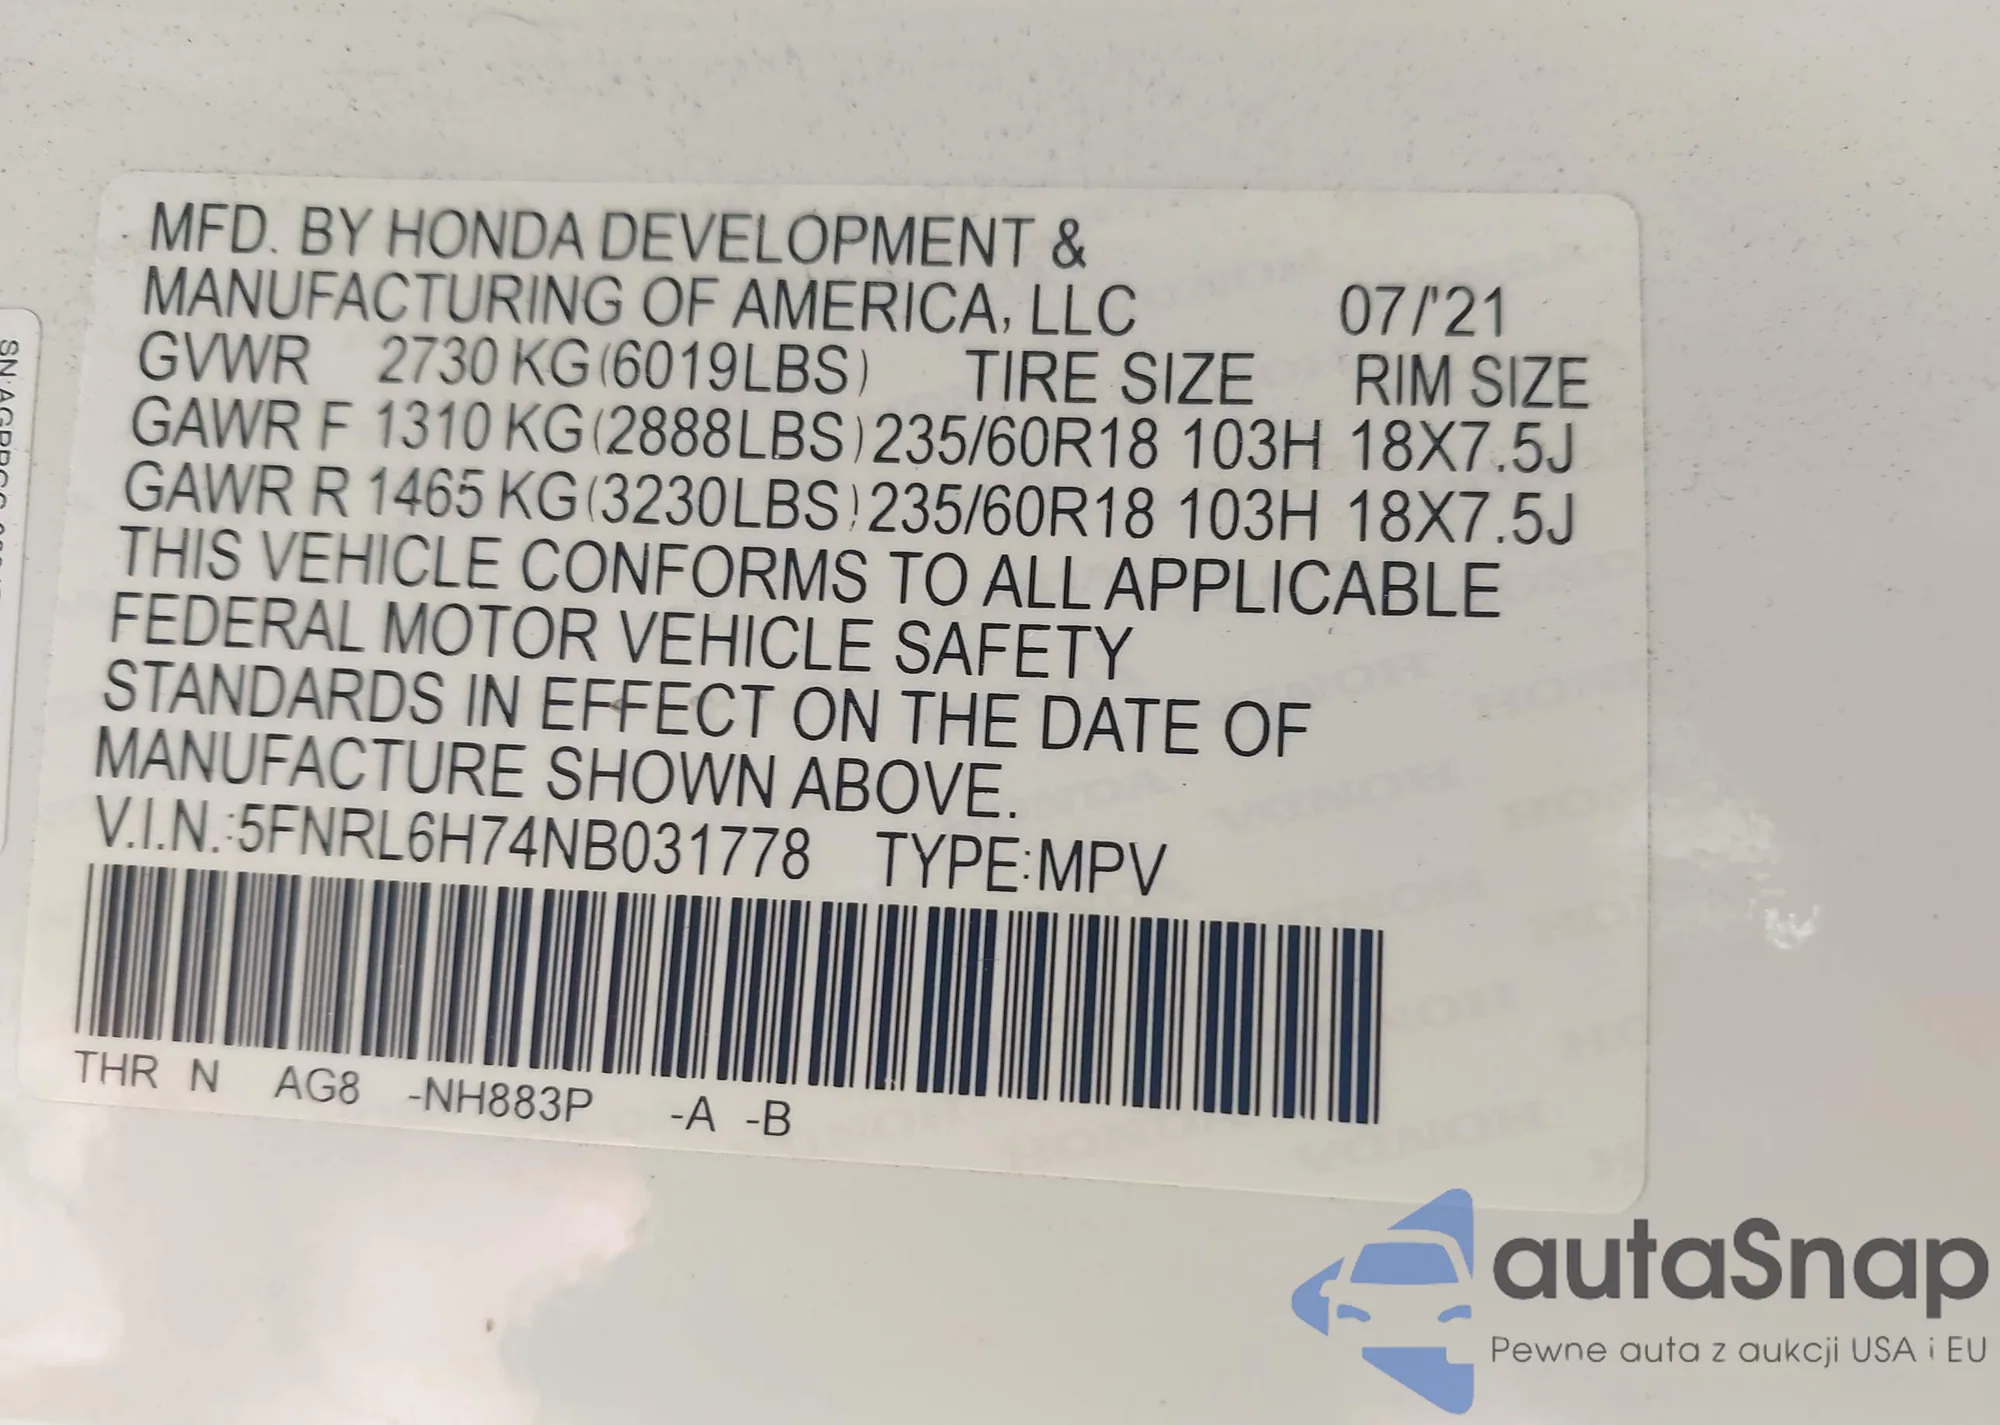 MFD. BY HONDA DEVELOPMENT &
MANUFACTURING OF AMERICA, LLC 07/'21
GVWR 2730 KG(6019LBS) TIRE SIZE RIM SIZE
GAWR F 1310 KG(2888LBS)235/60R18 103H 18X7.5J
GAWR R 1465 KG(3230LBS)235/60R18 103H 18X7.5J
THIS VEHICLE CONFORMS TO ALL APPLICABLE
FEDERAL MOTOR VEHICLE SAFETY
STANDARDS IN EFFECT ON THE DATE OF
MANUFACTURE SHOWN ABOVE.
V.I.N.:5FNRL6H74NB031778 TYPE:MPV
THR N AG8 -NH883P -A -B
autaSnap
Pewne auta z aukcji USA i EU